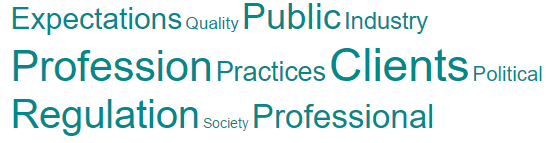 Expectations Quality Public Industry
Profession Practices Clients Political
Regulation Society Professional